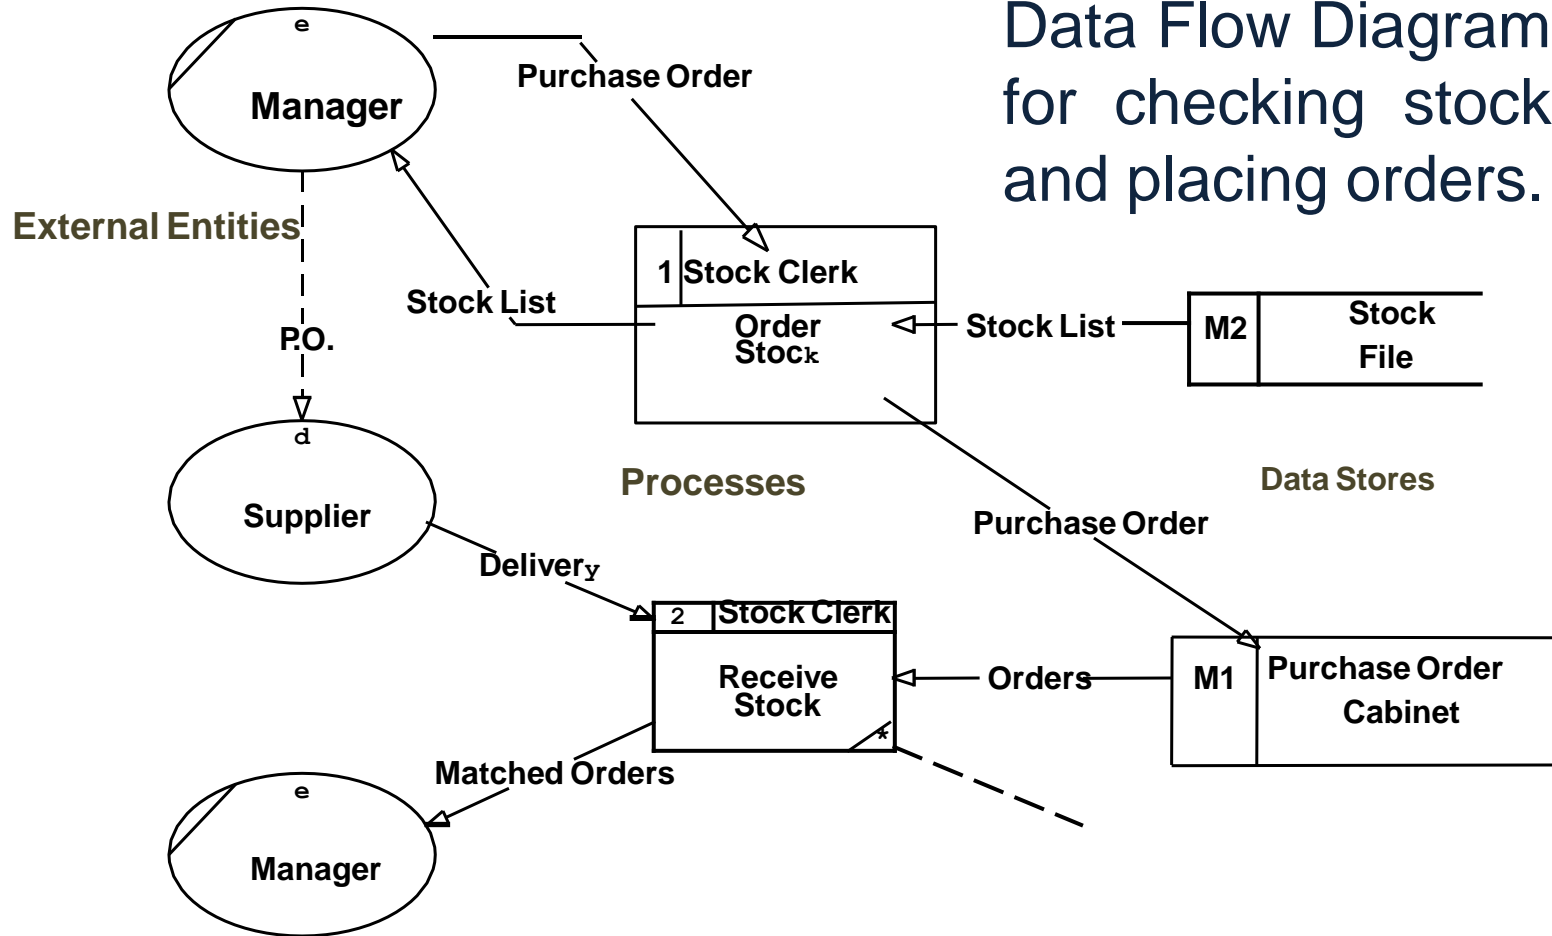 Data Flow Diagram
for checking stock
and placing orders.
e
Manager
Purchase Order
External Entities
Stock List
P.O.
1 Stock Clerk
Order
Stock
Stock List
M2
Stock
File
d
Supplier
Processes
Data Stores
Purchase Order
Delivery
2 Stock Clerk
Receive
Stock
*
Orders
M1
Purchase Order
Cabinet
Matched Orders
e
Manager